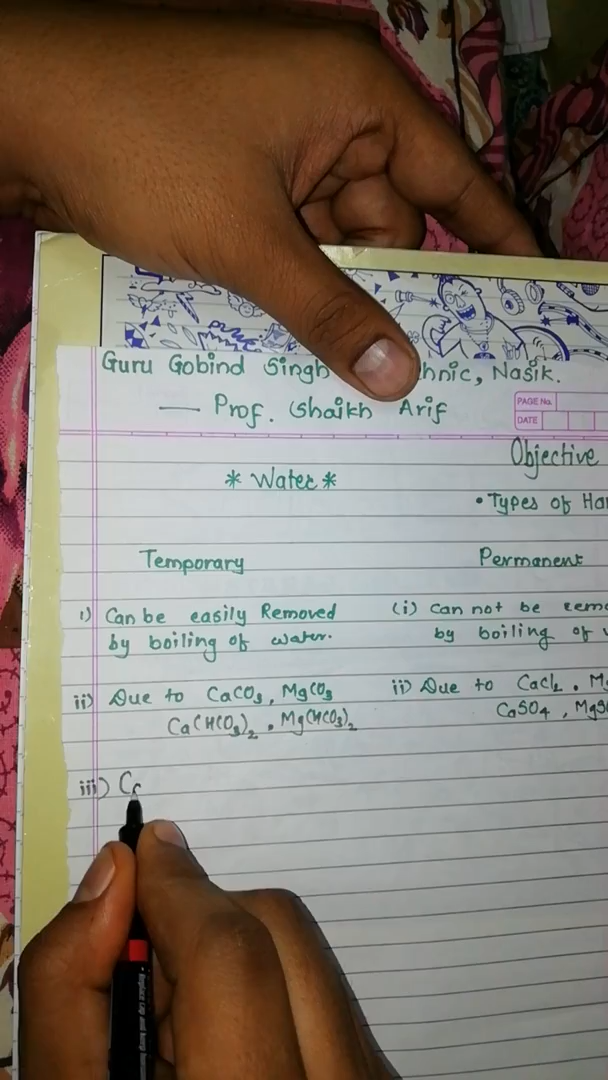 Guru Gobind Singh hnic, Nasik.
— Prof. Shaikh Arif
PAGE No.
DATE
Objective
* Water *
• Types of Ha
Temporary
Permanent
i) Can be easily Removed
by boiling of water.
(i) Can not be remo
by boiling of
ii) Due to CaCO3, MgCO3
Ca(HCO3)2, Mg(HCO3)2
ii) Due to CaCl2, M
CaSO4, MgS
iii) Ca